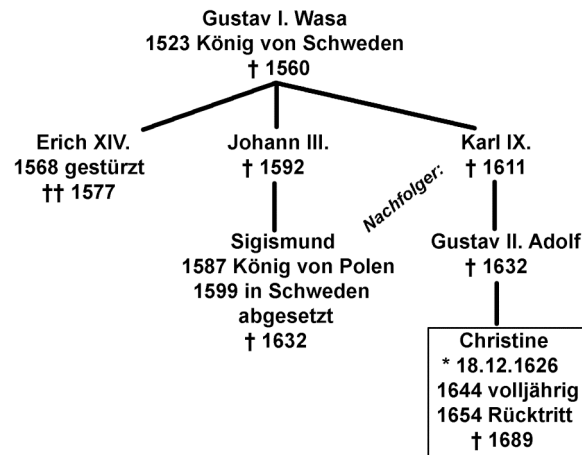 Gustav I. Wasa
1523 König von Schweden
† 1560
Erich XIV.
1568 gestürzt
†† 1577
Johann III.
† 1592
Karl IX.
† 1611
Nachfolger:
Sigismund
1587 König von Polen
1599 in Schweden
abgesetzt
† 1632
Gustav II. Adolf
† 1632
Christine
* 18.12.1626
1644 volljährig
1654 Rücktritt
† 1689